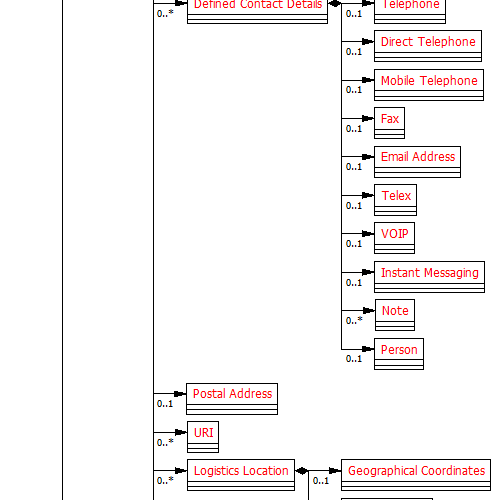 Defined Contact Details
Telephone
0..*
0..1
Direct Telephone
0..1
Mobile Telephone
0..1
Fax
0..1
Email Address
0..1
Telex
0..1
VOIP
0..1
Instant Messaging
0..1
Note
0..*
Person
0..1
Postal Address
0..1
URI
0..*
Logistics Location
Geographical Coordinates
0..*
0..1